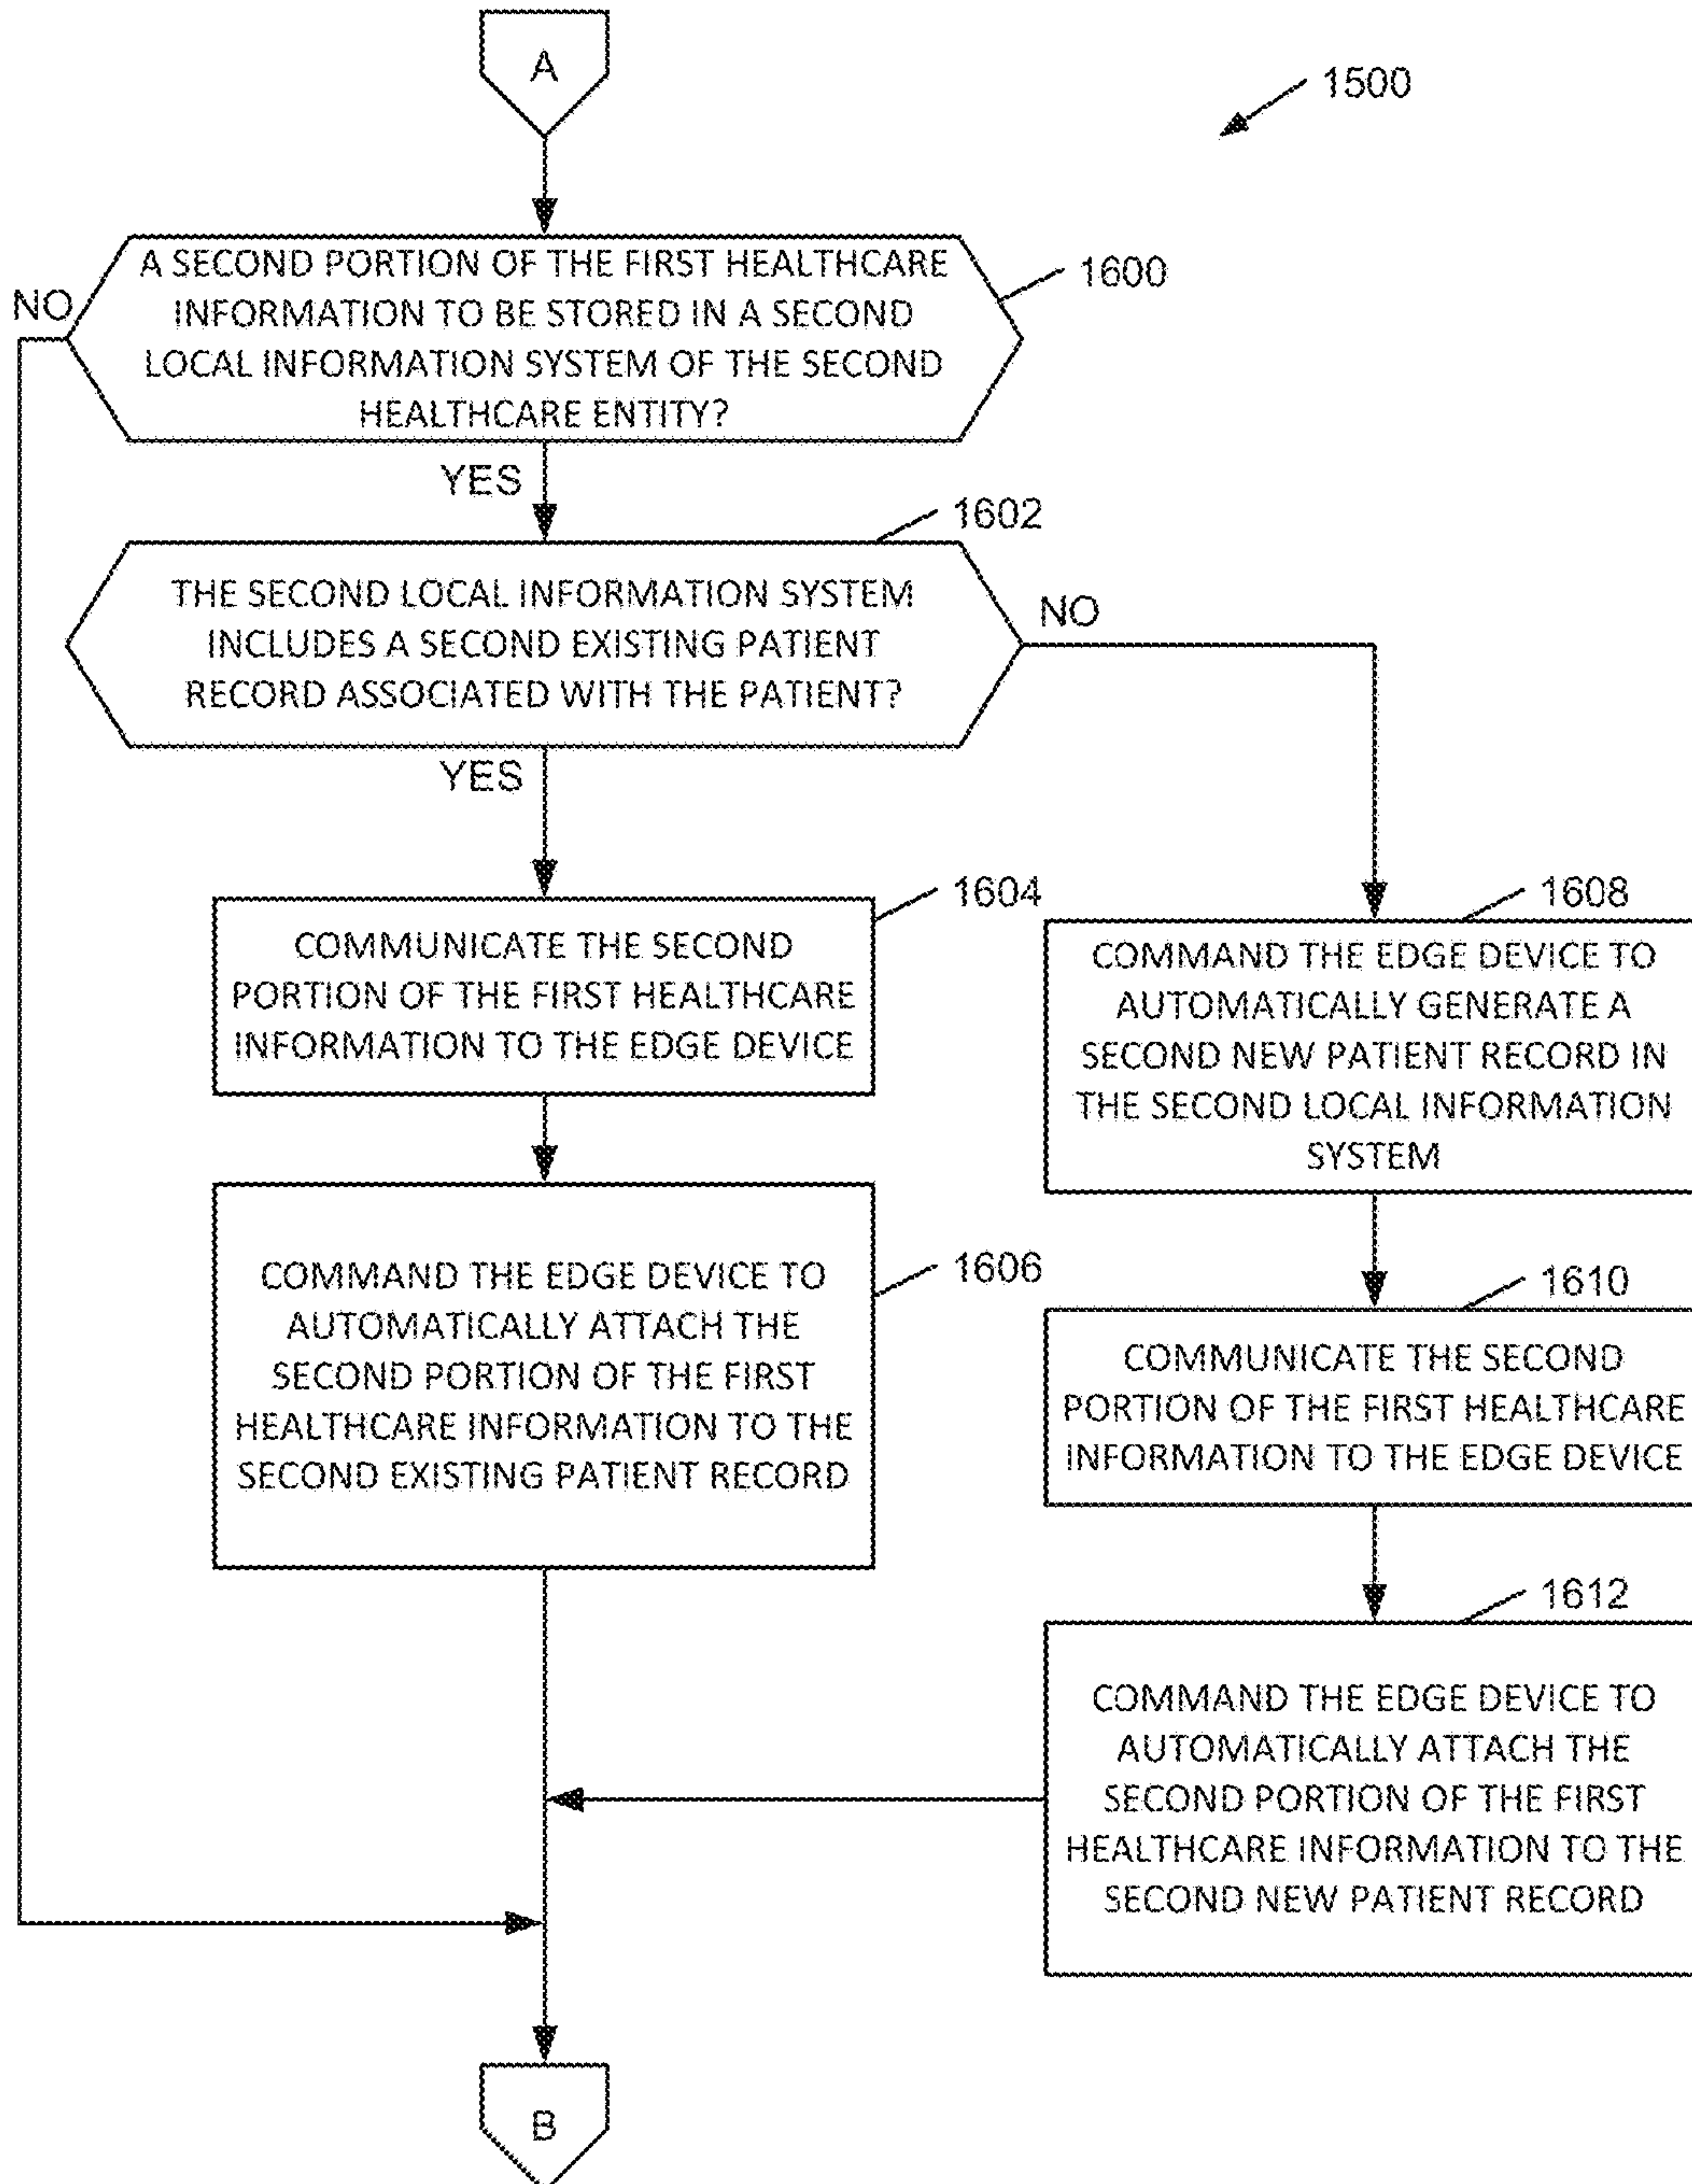 A
1500
A SECOND PORTION OF THE FIRST HEALTHCARE
INFORMATION TO BE STORED IN A SECOND
LOCAL INFORMATION SYSTEM OF THE SECOND
HEALTHCARE ENTITY?
1600
NO
YES
1602
THE SECOND LOCAL INFORMATION SYSTEM
INCLUDES A SECOND EXISTING PATIENT
RECORD ASSOCIATED WITH THE PATIENT?
NO
YES
1604
COMMUNICATE THE SECOND
PORTION OF THE FIRST HEALTHCARE
INFORMATION TO THE EDGE DEVICE
1606
COMMAND THE EDGE DEVICE TO
AUTOMATICALLY ATTACH THE
SECOND PORTION OF THE FIRST
HEALTHCARE INFORMATION TO THE
SECOND EXISTING PATIENT RECORD
1608
COMMAND THE EDGE DEVICE TO
AUTOMATICALLY GENERATE A
SECOND NEW PATIENT RECORD IN
THE SECOND LOCAL INFORMATION
SYSTEM
1610
COMMUNICATE THE SECOND
PORTION OF THE FIRST HEALTHCARE
INFORMATION TO THE EDGE DEVICE
1612
COMMAND THE EDGE DEVICE TO
AUTOMATICALLY ATTACH THE
SECOND PORTION OF THE FIRST
HEALTHCARE INFORMATION TO THE
SECOND NEW PATIENT RECORD
B